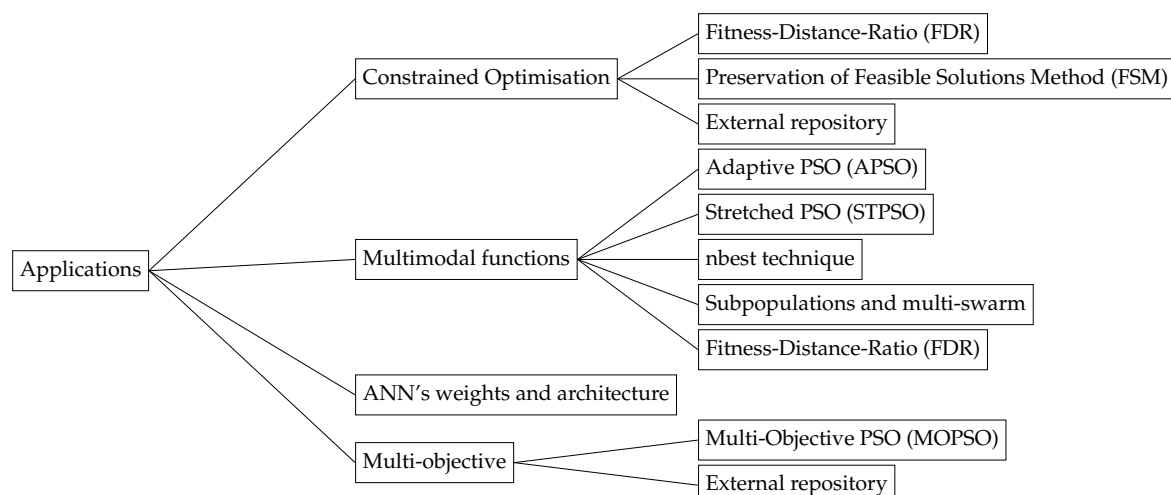 Applications
Constrained Optimisation
Fitness-Distance-Ratio (FDR)
Preservation of Feasible Solutions Method (FSM)
External repository
Multimodal functions
Adaptive PSO (APSO)
Stretched PSO (STPSO)
nbest technique
Subpopulations and multi-swarm
Fitness-Distance-Ratio (FDR)
ANN's weights and architecture
Multi-objective
Multi-Objective PSO (MOPSO)
External repository